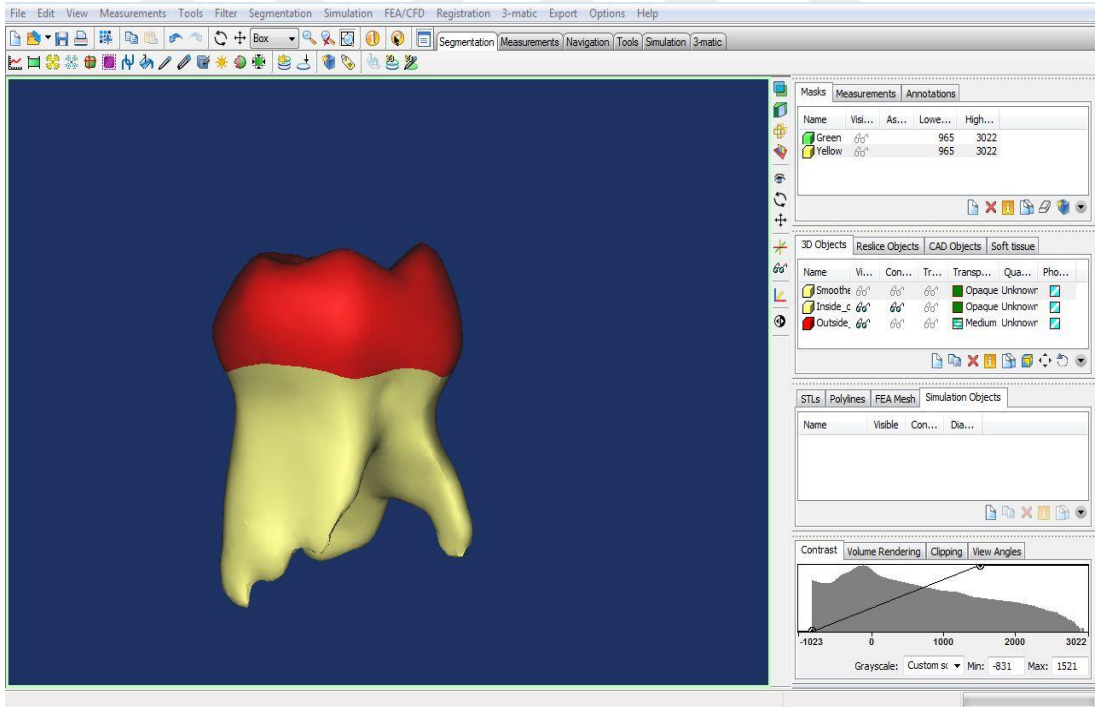 File Edit View Measurements Tools Filter Segmentation Simulation FEA/CFD Registration 3-matic Export Options Help
Box Segmentation Measurements Navigation Tools Simulation 3-matic
Masks Measurements Annotations
Name Visi... As... Lowe... High...
Green 965 3022
Yellow 965 3022
3D Objects Reslice Objects CAD Objects Soft tissue
Name Vi... Con... Tr... Transp... Qua... Pho...
Smoothe Opaque Unknown
Inside_c Opaque Unknown
Outside_ Medium Unknown
STLs Polylines FEA Mesh Simulation Objects
Name Visible Con... Dia...
Contrast Volume Rendering Clipping View Angles
-1023 0 1000 2000 3022
Grayscale: Custom sc Min: -831 Max: 1521